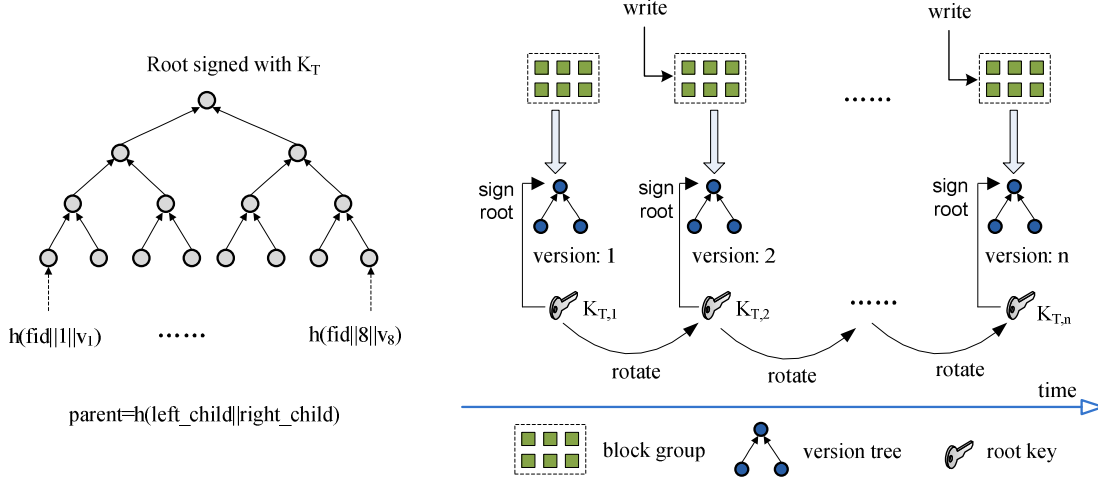 Root signed with K_T
h(fid||1||v₁)
......
h(fid||8||v₈)
parent=h(left_child||right_child)
write
write
......
sign
root
sign
root
sign
root
version: 1
version: 2
version: n
K_T,1
K_T,2
......
K_T,n
rotate
rotate
rotate
time
block group
version tree
root key